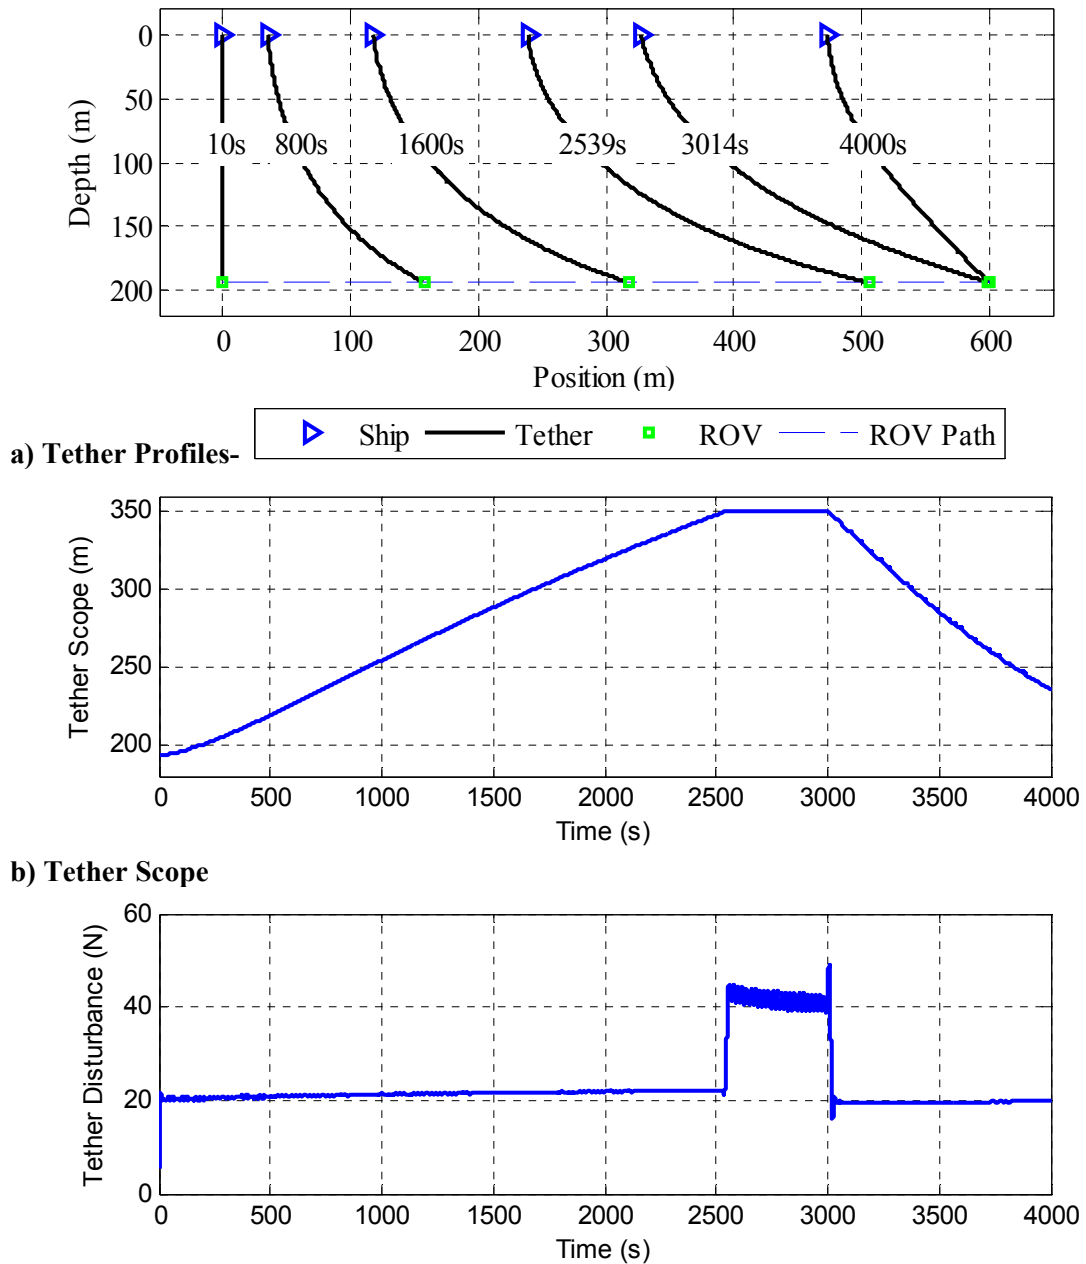 0
50
100
150
200
Depth (m)
10s 800s 1600s 2539s 3014s 4000s
0 100 200 300 400 500 600
Position (m)
Ship Tether ROV ROV Path
a) Tether Profiles-
350
300
250
200
Tether Scope (m)
0 500 1000 1500 2000 2500 3000 3500 4000
Time (s)
b) Tether Scope
60
40
20
0
Tether Disturbance (N)
0 500 1000 1500 2000 2500 3000 3500 4000
Time (s)